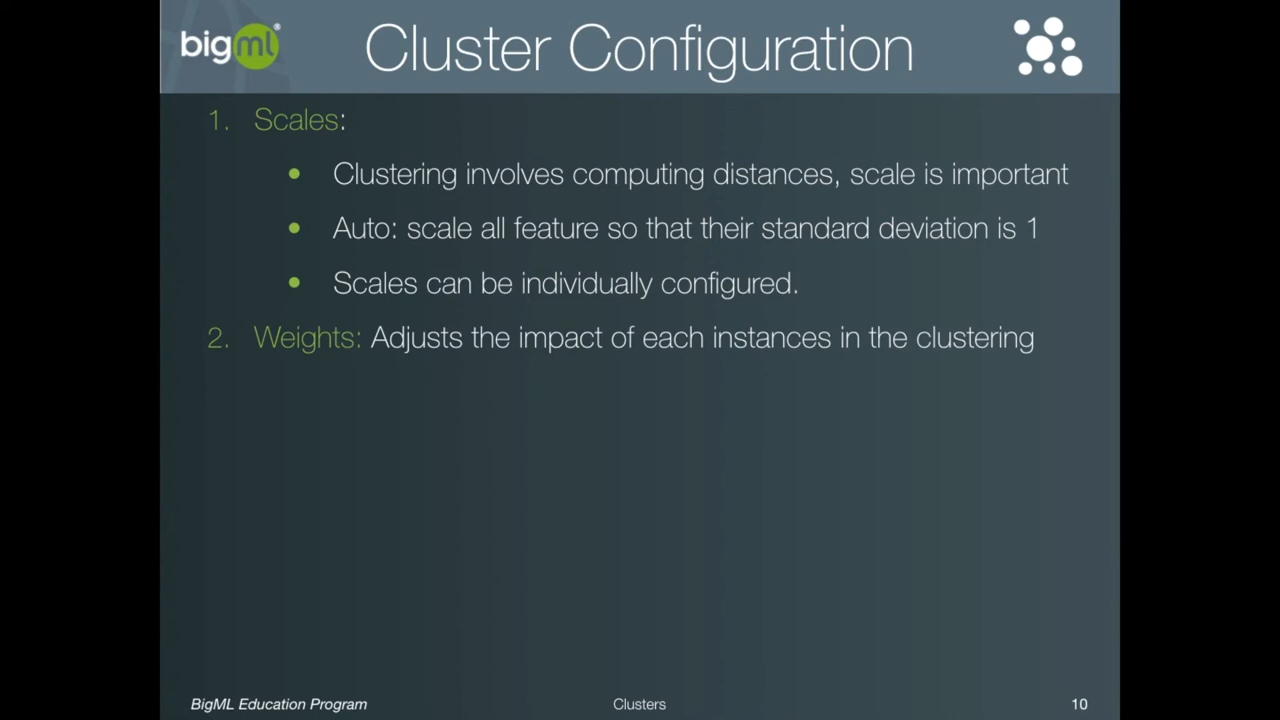 bigml®
Cluster Configuration
1. Scales:
• Clustering involves computing distances, scale is important
• Auto: scale all feature so that their standard deviation is 1
• Scales can be individually configured.
2. Weights: Adjusts the impact of each instances in the clustering
BigML Education Program
Clusters
10